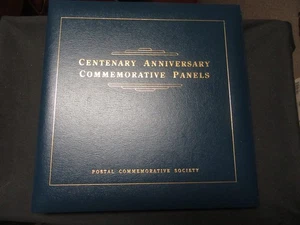 CENTENARY ANNIVERSARY
COMMEMORATIVE PANELS
POSTAL COMMEMORATIVE SOCIETY